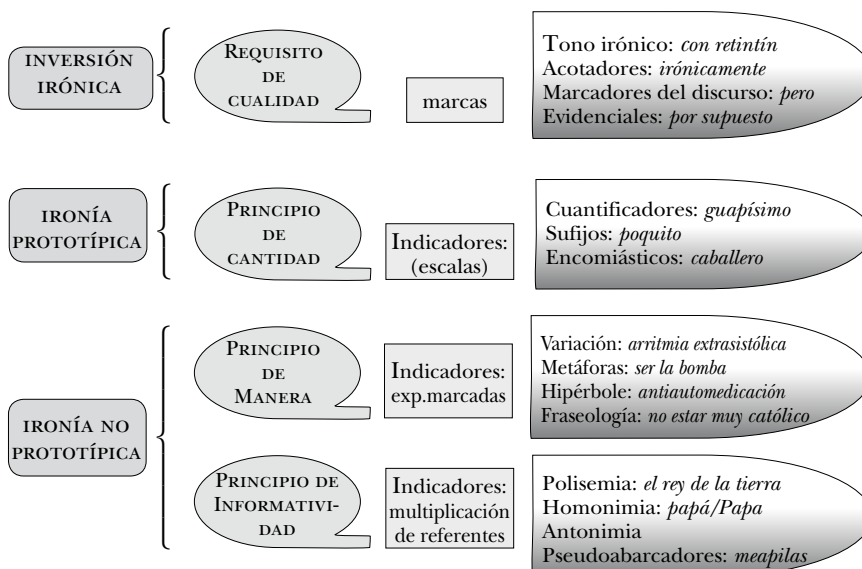 INVERSIÓN
IRÓNICA
REQUISITO
DE
CUALIDAD
marcas
Tono irónico: con retintín
Acotadores: irónicamente
Marcadores del discurso: pero
Evidenciales: por supuesto
IRONÍA
PROTOTÍPICA
PRINCIPIO
DE
CANTIDAD
Indicadores:
(escalas)
Cuantificadores: guapísimo
Sufijos: poquito
Encomiásticos: caballero
IRONÍA NO
PROTOTÍPICA
PRINCIPIO
DE
MANERA
Indicadores:
exp.marcadas
Variación: arritmia extrasistólica
Metáforas: ser la bomba
Hipérbole: antiautomedicación
Fraseología: no estar muy católico
PRINCIPIO DE
INFORMATIVI-
DAD
Indicadores:
multiplicación
de referentes
Polisemia: el rey de la tierra
Homonimia: papá/Papa
Antonimia
Pseudoabarcadores: meapilas